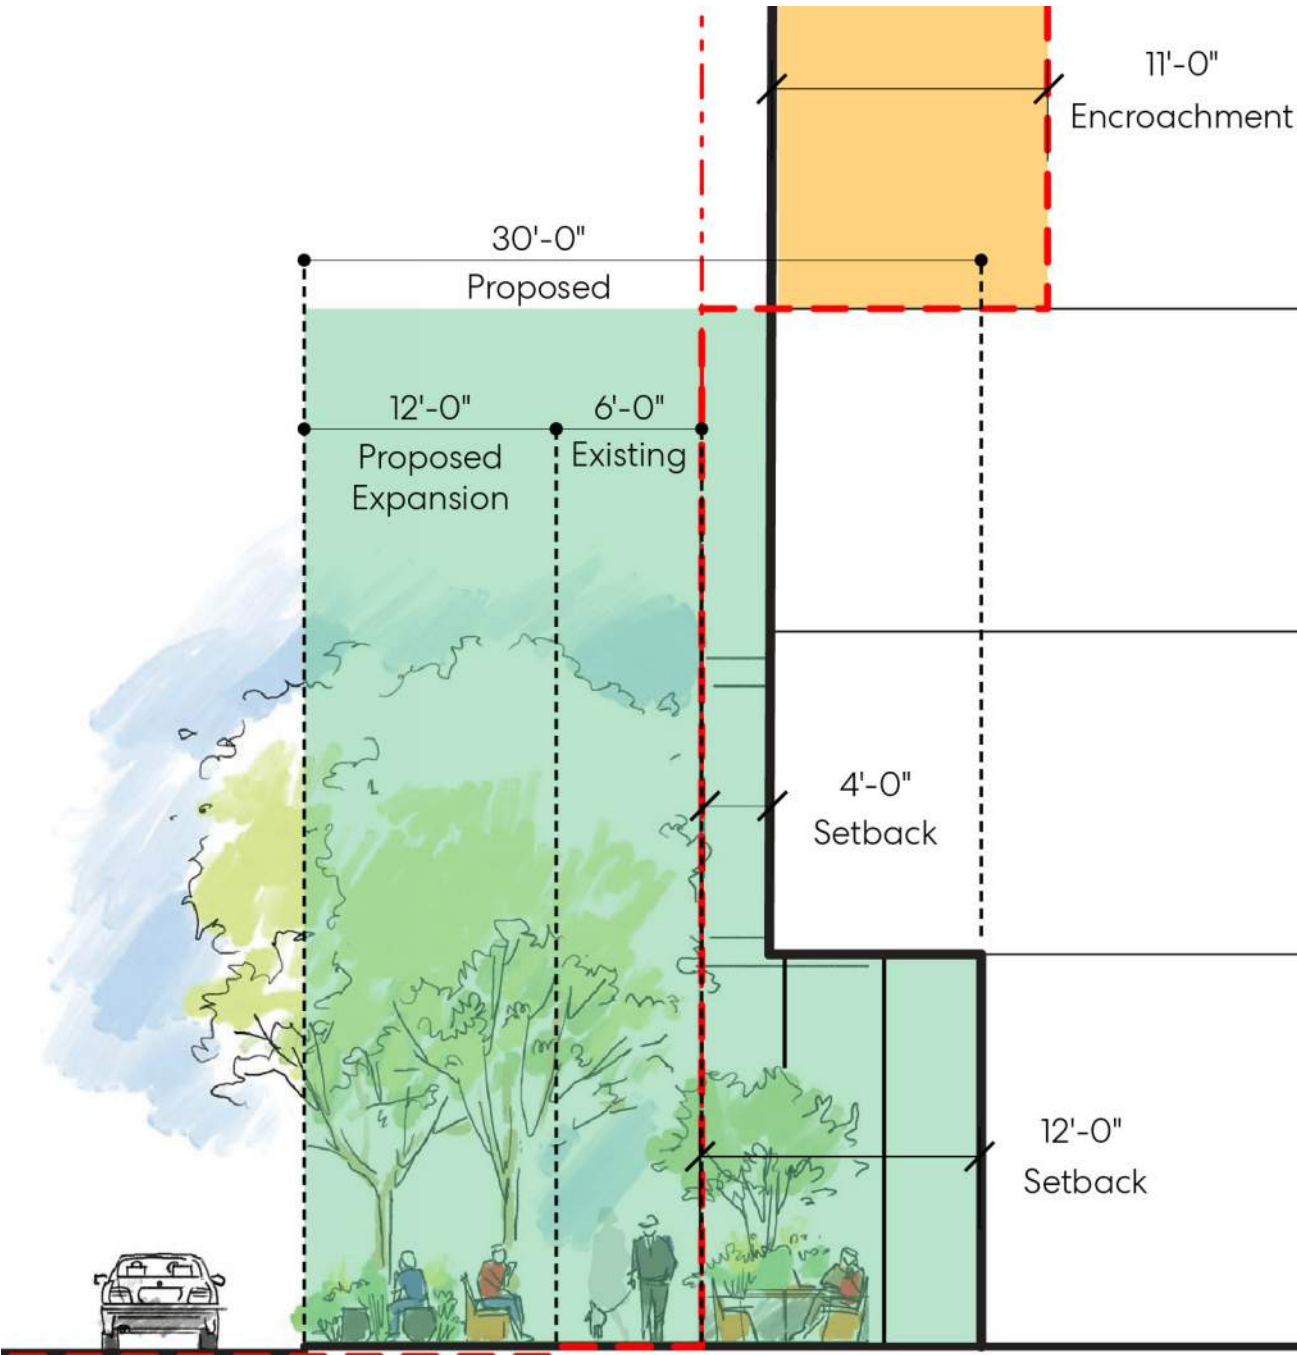 11'-0"
Encroachment
30'-0"
Proposed
12'-0"
Proposed
Expansion
6'-0"
Existing
4'-0"
Setback
12'-0"
Setback